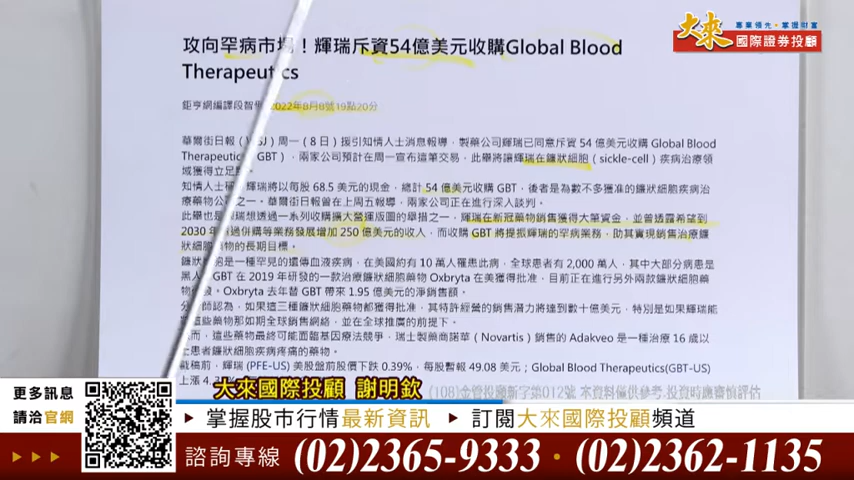 攻向罕病市場！輝瑞斥資54億美元收購Global Blood
Therapeutics
大來
專業領先・掌握財富
國際證券投顧
鉅亨網編譯段智
2022年8月8號19點20分
華爾街日報（WSJ）周一（8日）援引知情人士消息報導，製藥公司輝瑞已同意斥資 54 億美元收購 Global Blood
Therapeutic GBT），兩家公司預計在周一宣布這筆交易，此舉將讓輝瑞在鐮狀細胞（sickle-cell）疾病治療領
域獲得立足
知情人士稱 輝瑞將以每股 68.5 美元的現金，總計 54 億美元收購 GBT，後者是為數不多獲准的鐮狀細胞疾病治
療藥物公 之一。華爾街日報曾在上周五報導，兩家公司正在進行深入談判。
此舉也是 瑞想透過一系列收購擴大營運版圖的舉措之一，輝瑞在新冠藥物銷售獲得大筆資金，並曾透露希望到
2030 過併購等業務發展增加 250 億美元的收入，而收購 GBT 將提振輝瑞的罕病業務，助其實現銷售治療鐮
狀細胞藥物的長期目標。
鐮狀 胞是一種罕見的遺傳血液疾病，在美國約有 10 萬人罹患此病，全球患者有 2,000 萬人，其中大部分病患是
黑人 GBT 在 2019 年研發的一款治療鐮狀細胞藥物 Oxbryta 在美獲得批准，目前正在進行另外兩款鐮狀細胞藥
物 發。Oxbryta 去年替 GBT 帶來 1.95 億美元的淨銷售額。
分 師認為，如果這三種鐮狀細胞藥物都獲得批准，其特許經營的銷售潛力將達到數十億美元，特別是如果輝瑞能
將這些藥物那如期全球銷售網絡，並在全球推廣的前提下。
而，這些藥物最終可能面臨基因療法競爭，瑞士製藥商諾華（Novartis）銷售的 Adakveo 是一種治療 16 歲以
上患者鐮狀細胞疾病疼痛的藥物。
截稿前，輝瑞 (PFE-US) 美股盤前股價下跌 0.39%，每股暫報 49.08 美元；Global Blood Therapeutics(GBT-US)
上漲 4.
大來國際投顧 謝明欽
(108)金管投顧新字第012號 本資料僅供參考,投資時應審慎評估
更多訊息
請洽官網
掌握股市行情最新資訊 訂閱大來國際投顧頻道
諮詢專線 (02)2365-9333・(02)2362-1135